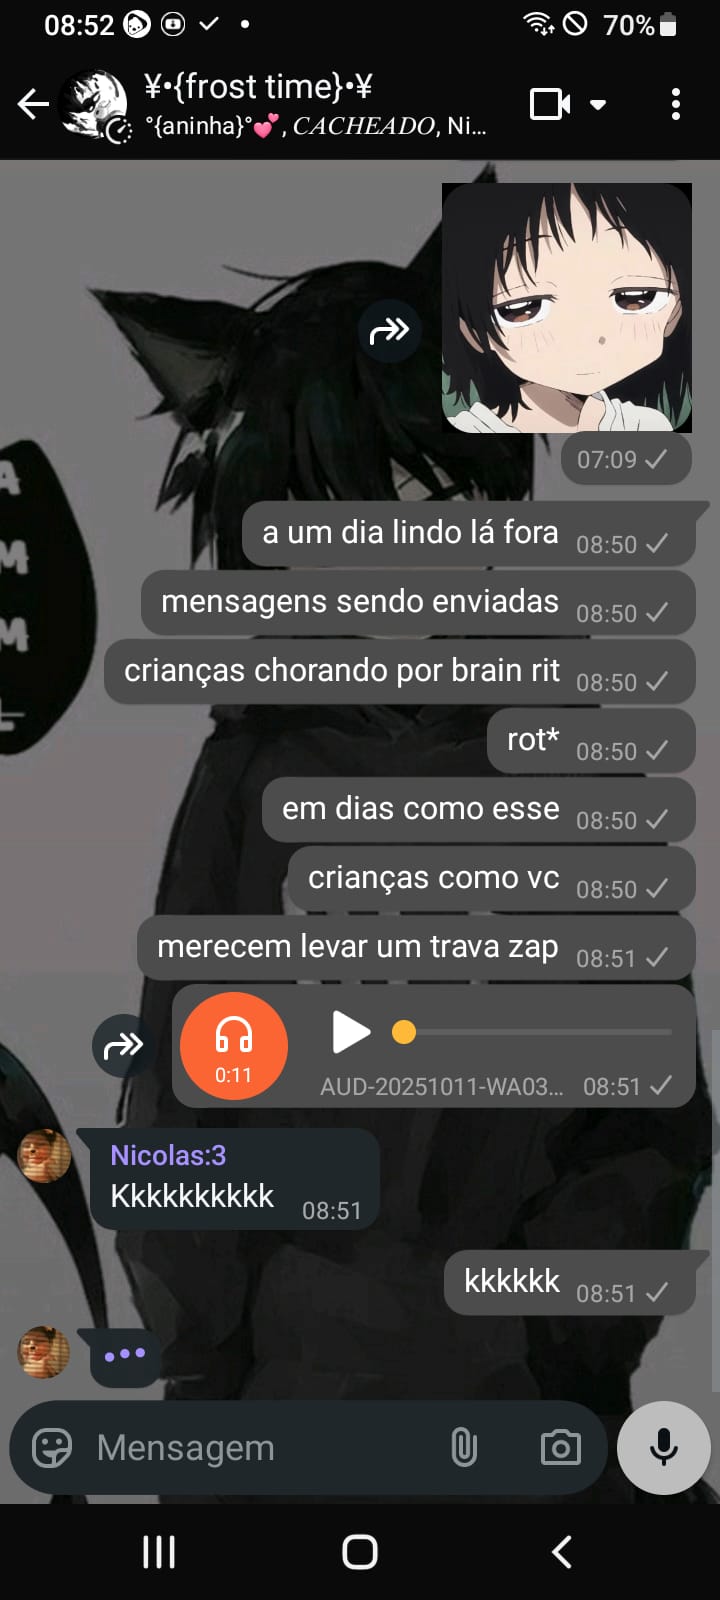 08:52
70%
¥•{frost time}•¥
°{aninha}°💕, 𝐶𝐴𝐶𝐻𝐸𝐴𝐷𝑂, Ni...
07:09
A
M
M
L
a um dia lindo lá fora 08:50
mensagens sendo enviadas 08:50
crianças chorando por brain rit 08:50
rot* 08:50
em dias como esse 08:50
crianças como vc 08:50
merecem levar um trava zap 08:51
0:11
AUD-20251011-WA03... 08:51
Nicolas:3
Kkkkkkkkkk 08:51
kkkkkk 08:51
Mensagem